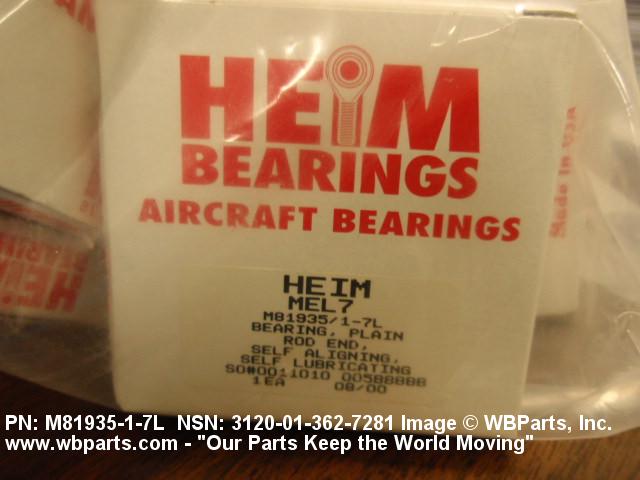 HEIM
BEARINGS
AIRCRAFT BEARINGS
Made in USA
HEIM
MEL7
M81935/1-7L
BEARING, PLAIN
ROD END,
SELF ALIGNING,
SELF LUBRICATING
SO#0011010 00588888
1EA 08/00
PN: M81935-1-7L NSN: 3120-01-362-7281 Image © WBParts, Inc.
www.wbparts.com - "Our Parts Keep the World Moving"